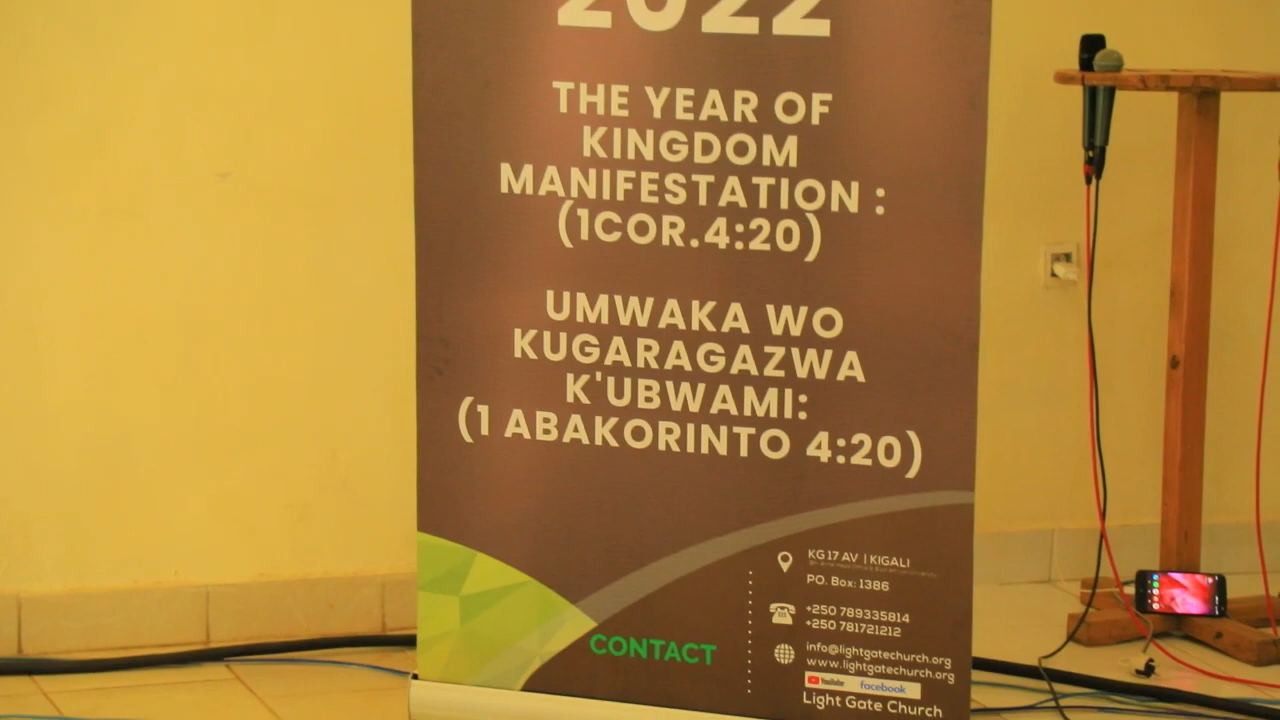 2022
THE YEAR OF
KINGDOM
MANIFESTATION :
(1COR.4:20)
UMWAKA WO
KUGARAGAZWA
K'UBWAMI:
(1 ABAKORINTO 4:20)
CONTACT
KG 17 AV | KIGALI
PO. Box: 1386
+250 789335814
+250 781721212
info@lightgatechurch.org
www.lightgatechurch.org
YouTube facebook
Light Gate Church